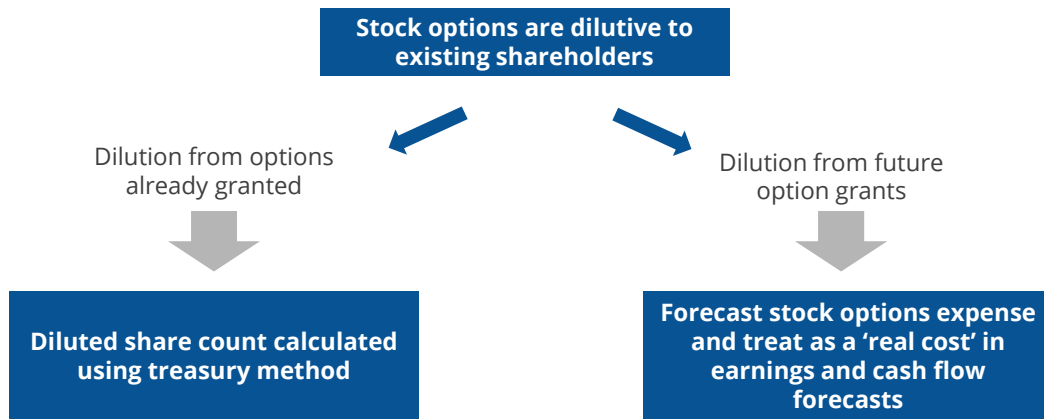 Stock options are dilutive to
existing shareholders
Dilution from options
already granted
Dilution from future
option grants
Diluted share count calculated
using treasury method
Forecast stock options expense
and treat as a ‘real cost’ in
earnings and cash flow
forecasts